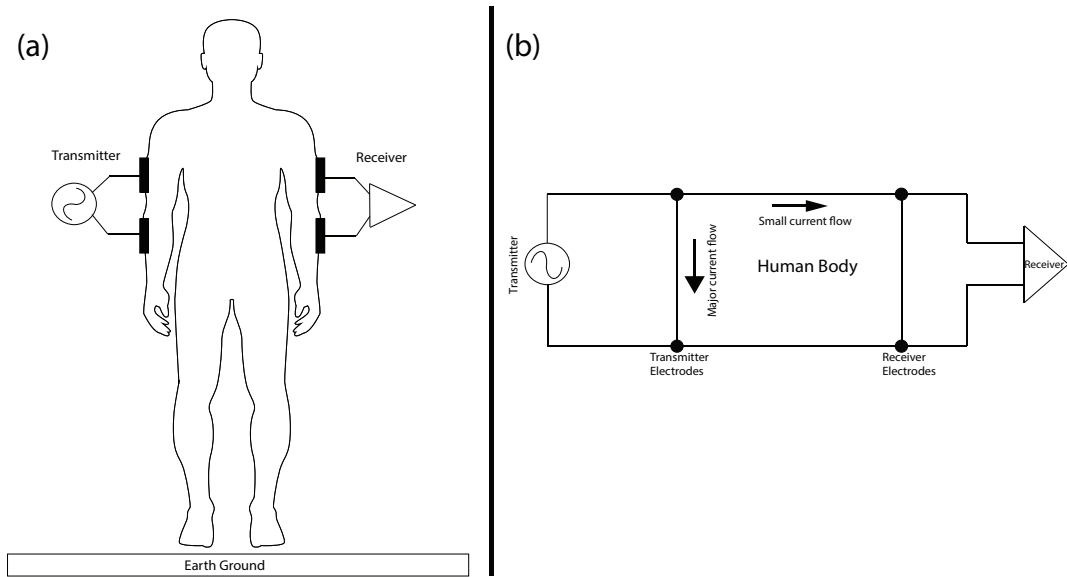 (a)
Transmitter
Receiver
Earth Ground
(b)
Transmitter
Small current flow
Major current flow
Human Body
Receiver
Transmitter
Electrodes
Receiver
Electrodes